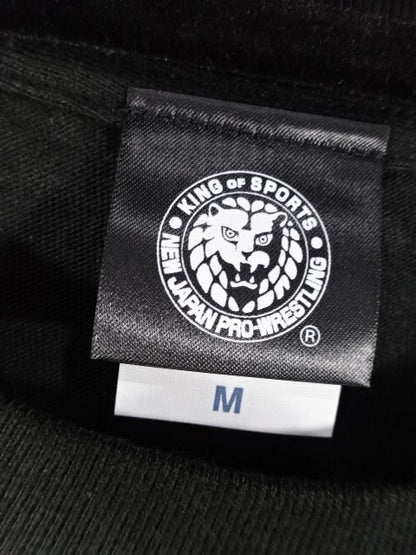 KING OF SPORTS
NEW JAPAN PRO-WRESTLING
®
M